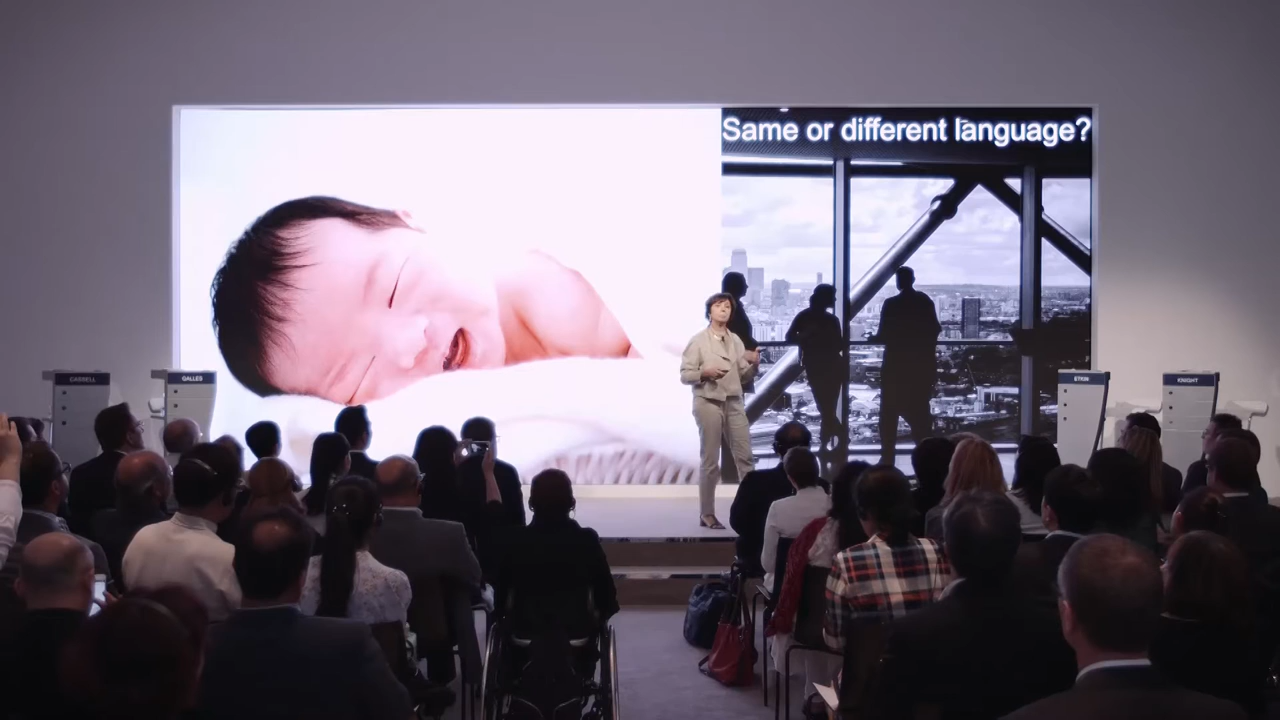 Same or different language?
CASSELL
GALLES
ETKIN
KNIGHT